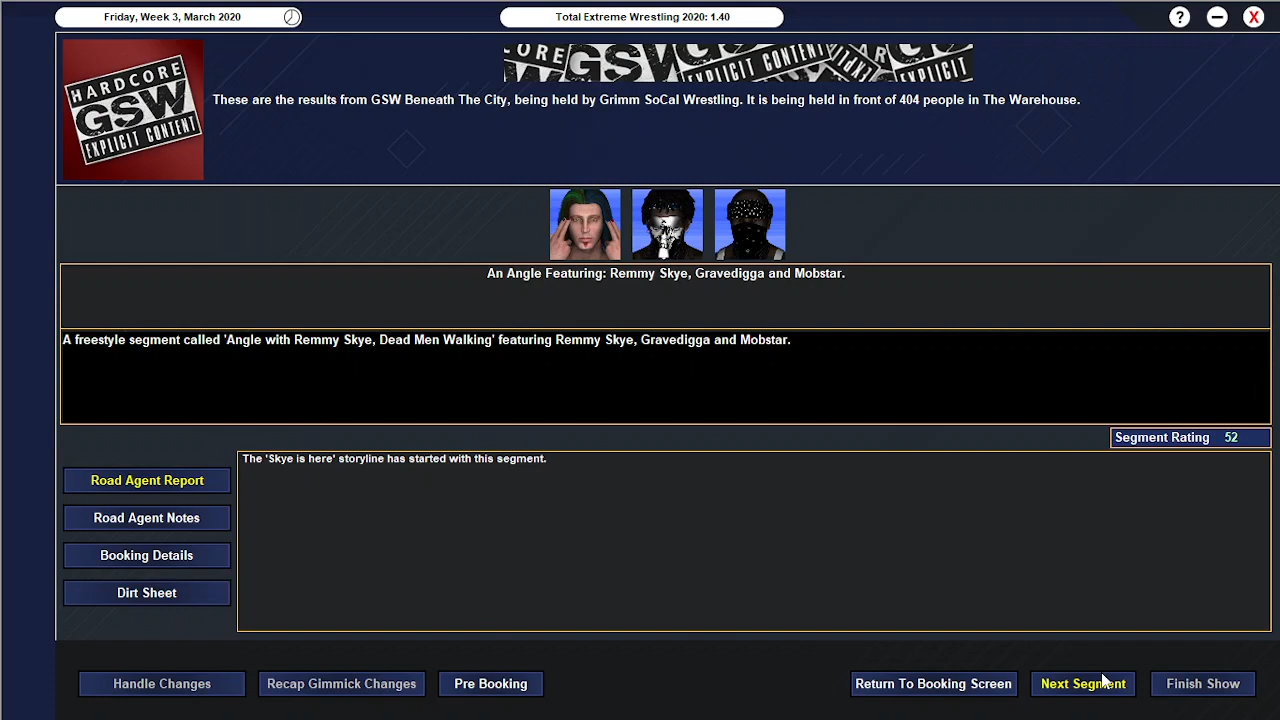 Friday, Week 3, March 2020
Total Extreme Wrestling 2020: 1.40
? X
HARDCORE
GSW
EXPLICIT CONTENT
ORE GSW EXPLICIT CONTENT EXPLICIT
These are the results from GSW Beneath The City, being held by Grimm SoCal Wrestling. It is being held in front of 404 people in The Warehouse.
An Angle Featuring: Remmy Skye, Gravedigga and Mobstar.
A freestyle segment called 'Angle with Remmy Skye, Dead Men Walking' featuring Remmy Skye, Gravedigga and Mobstar.
Segment Rating 52
The 'Skye is here' storyline has started with this segment.
Road Agent Report
Road Agent Notes
Booking Details
Dirt Sheet
Handle Changes
Recap Gimmick Changes
Pre Booking
Return To Booking Screen
Next Segment
Finish Show